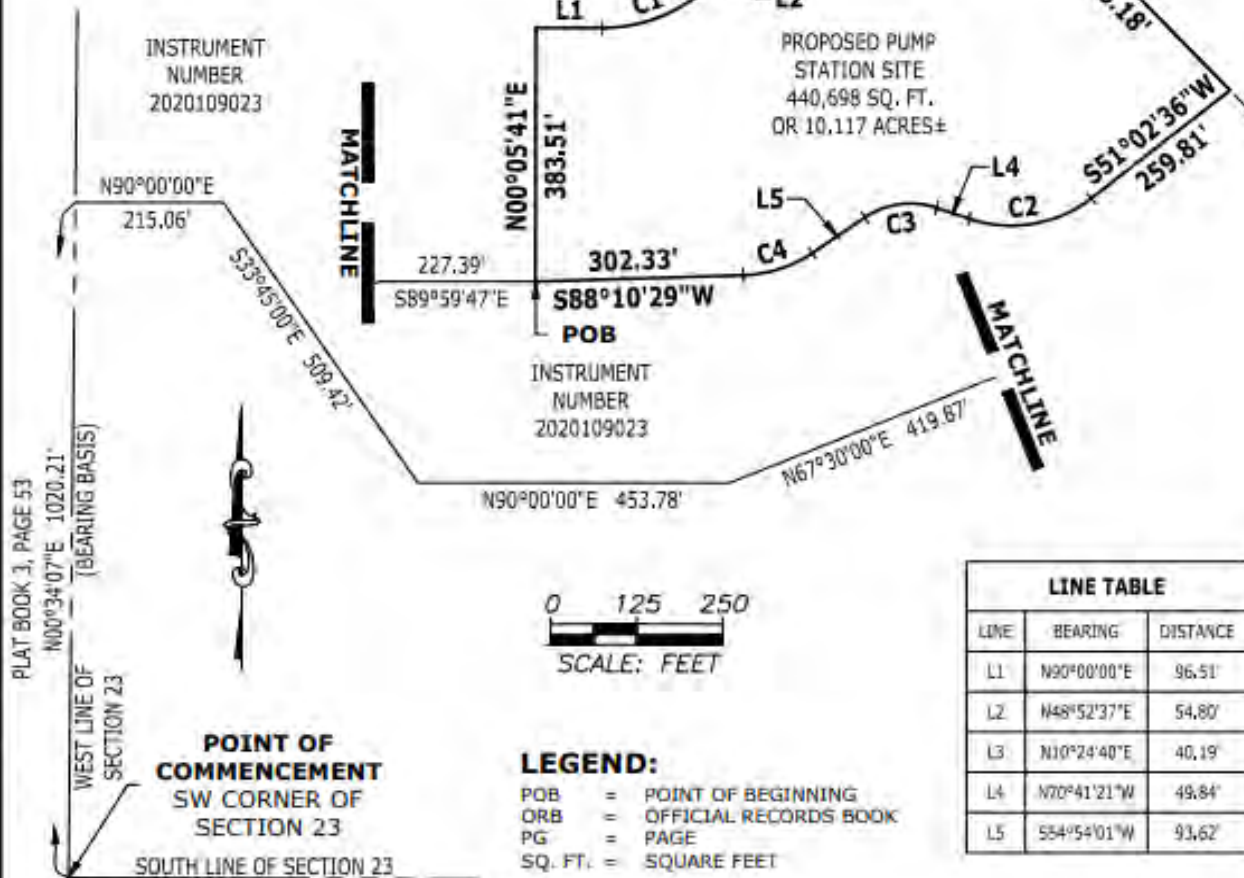 L1
C1
L2
INSTRUMENT
NUMBER
2020109023
PROPOSED PUMP
STATION SITE
440,698 SQ. FT.
OR 10.117 ACRES±
.18'
MATCHLINE
N00°05'41"E
383.51'
S51°02'36"W
259.81'
N90°00'00"E
215.06'
L4
L5
C3
C2
C4
S33°45'00"E 509.42'
227.39'
S89°59'47"E
302.33'
S88°10'29"W
POB
INSTRUMENT
NUMBER
2020109023
MATCHLINE
N67°30'00"E 419.87'
N90°00'00"E 453.78'
PLAT BOOK 3, PAGE 53
N00°34'07"E 1020.21'
(BEARING BASIS)
WEST LINE OF
SECTION 23
0 125 250
SCALE: FEET
POINT OF
COMMENCEMENT
SW CORNER OF
SECTION 23
SOUTH LINE OF SECTION 23
LEGEND:
POB = POINT OF BEGINNING
ORB = OFFICIAL RECORDS BOOK
PG = PAGE
SQ. FT. = SQUARE FEET
LINE TABLE
LINE BEARING DISTANCE
L1 N90°00'00"E 96.51'
L2 N48°52'37"E 54.80'
L3 N10°24'40"E 40.19'
L4 N70°41'21"W 49.84'
L5 S54°54'01"W 93.62'